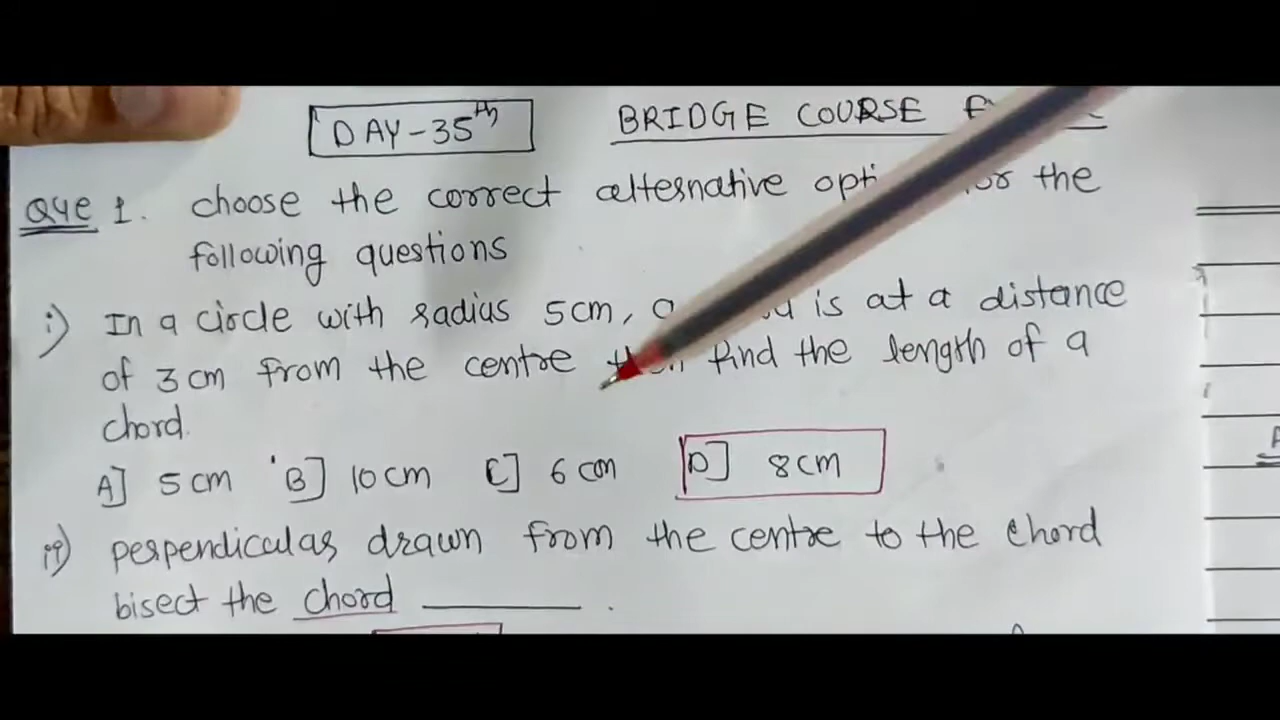 DAY-35th
BRIDGE COURSE
Que 1. choose the correct alternative for the
following questions
i) In a circle with radius 5cm, is at a distance
of 3cm from the centre find the length of a
chord.
A] 5cm B] 10cm C] 6cm D] 8cm
ii) perpendicular drawn from the centre to the chord
bisect the chord ________ .